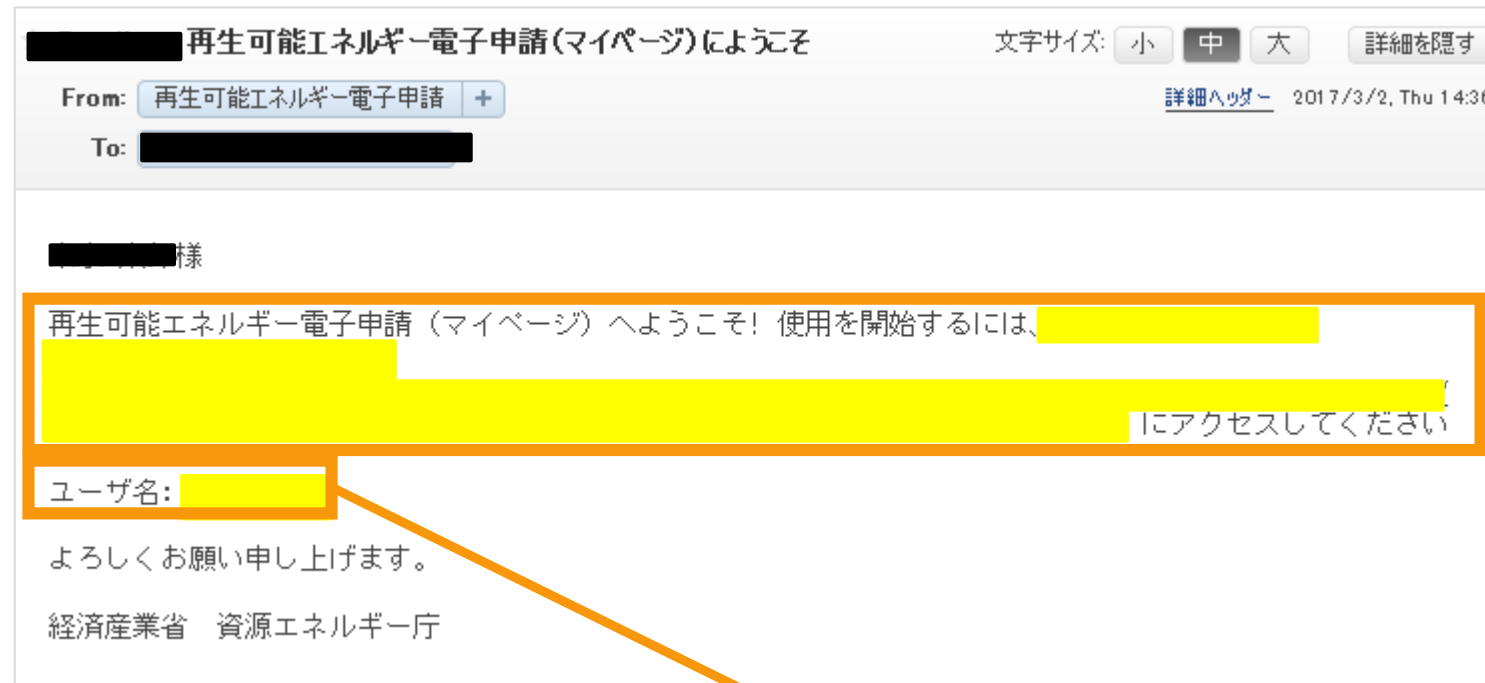 再生可能エネルギー電子申請(マイページ)にようこそ
文字サイズ: 小 中 大 詳細を隠す
From: 再生可能エネルギー電子申請 +
詳細ヘッダー 2017/3/2, Thu 14:36
To:
様
再生可能エネルギー電子申請（マイページ）へようこそ! 使用を開始するには、
にアクセスしてください
ユーザ名:
よろしくお願い申し上げます。
経済産業省　資源エネルギー庁